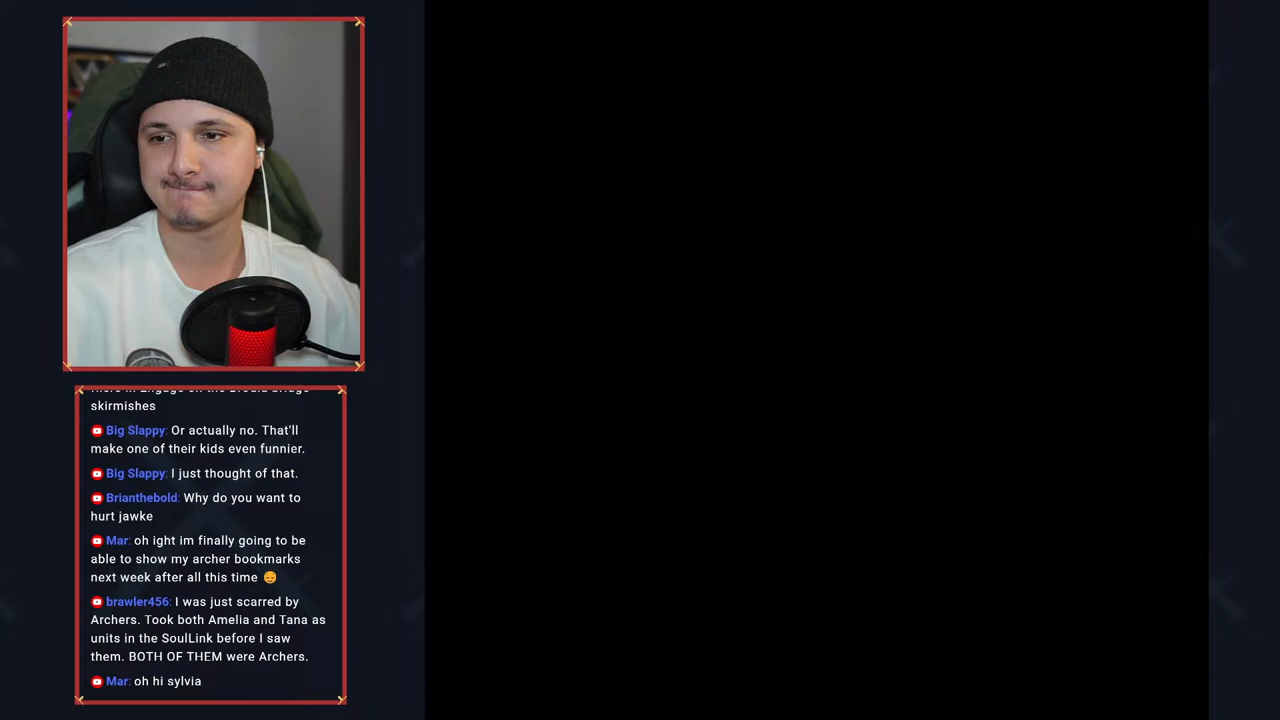 skirmishes
Big Slappy: Or actually no. That'll
make one of their kids even funnier.
Big Slappy: I just thought of that.
Brianthebold: Why do you want to
hurt jawke
Mar: oh ight im finally going to be
able to show my archer bookmarks
next week after all this time
brawler456: I was just scarred by
Archers. Took both Amelia and Tana as
units in the SoulLink before I saw
them. BOTH OF THEM were Archers.
Mar: oh hi sylvia